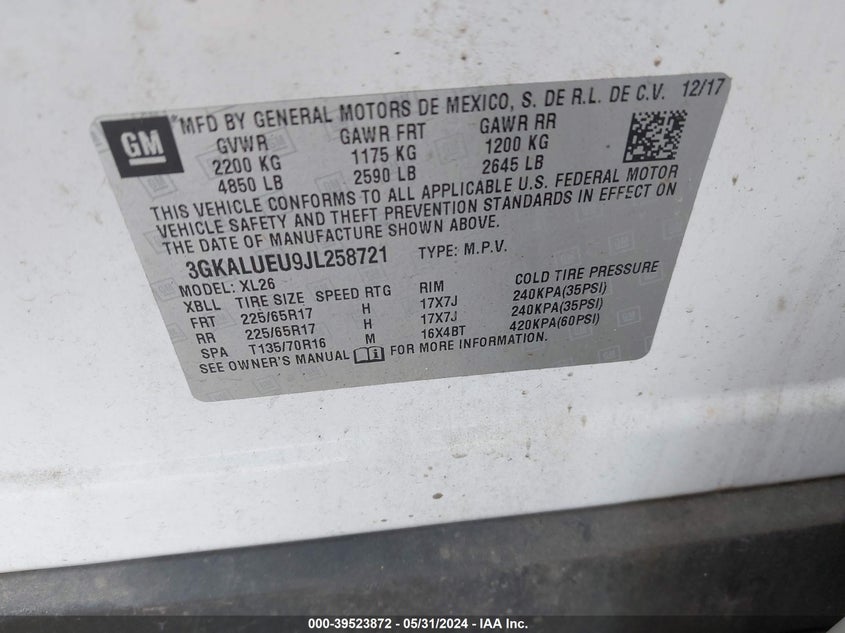 GM
*MFD BY GENERAL MOTORS DE MEXICO, S. DE R.L. DE C.V. 12/17
GVWR GAWR FRT GAWR RR
2200 KG 1175 KG 1200 KG
4850 LB 2590 LB 2645 LB
THIS VEHICLE CONFORMS TO ALL APPLICABLE U.S. FEDERAL MOTOR
VEHICLE SAFETY AND THEFT PREVENTION STANDARDS IN EFFECT ON
THE DATE OF MANUFACTURE SHOWN ABOVE.
3GKALUEU9JL258721 TYPE: M.P.V.
MODEL: XL26
XBLL TIRE SIZE SPEED RTG RIM COLD TIRE PRESSURE
FRT 225/65R17 H 17X7J 240KPA(35PSI)
RR 225/65R17 H 17X7J 240KPA(35PSI)
SPA T135/70R16 M 16X4BT 420KPA(60PSI)
SEE OWNER'S MANUAL FOR MORE INFORMATION.
000-39523872 - 05/31/2024 - IAA Inc.